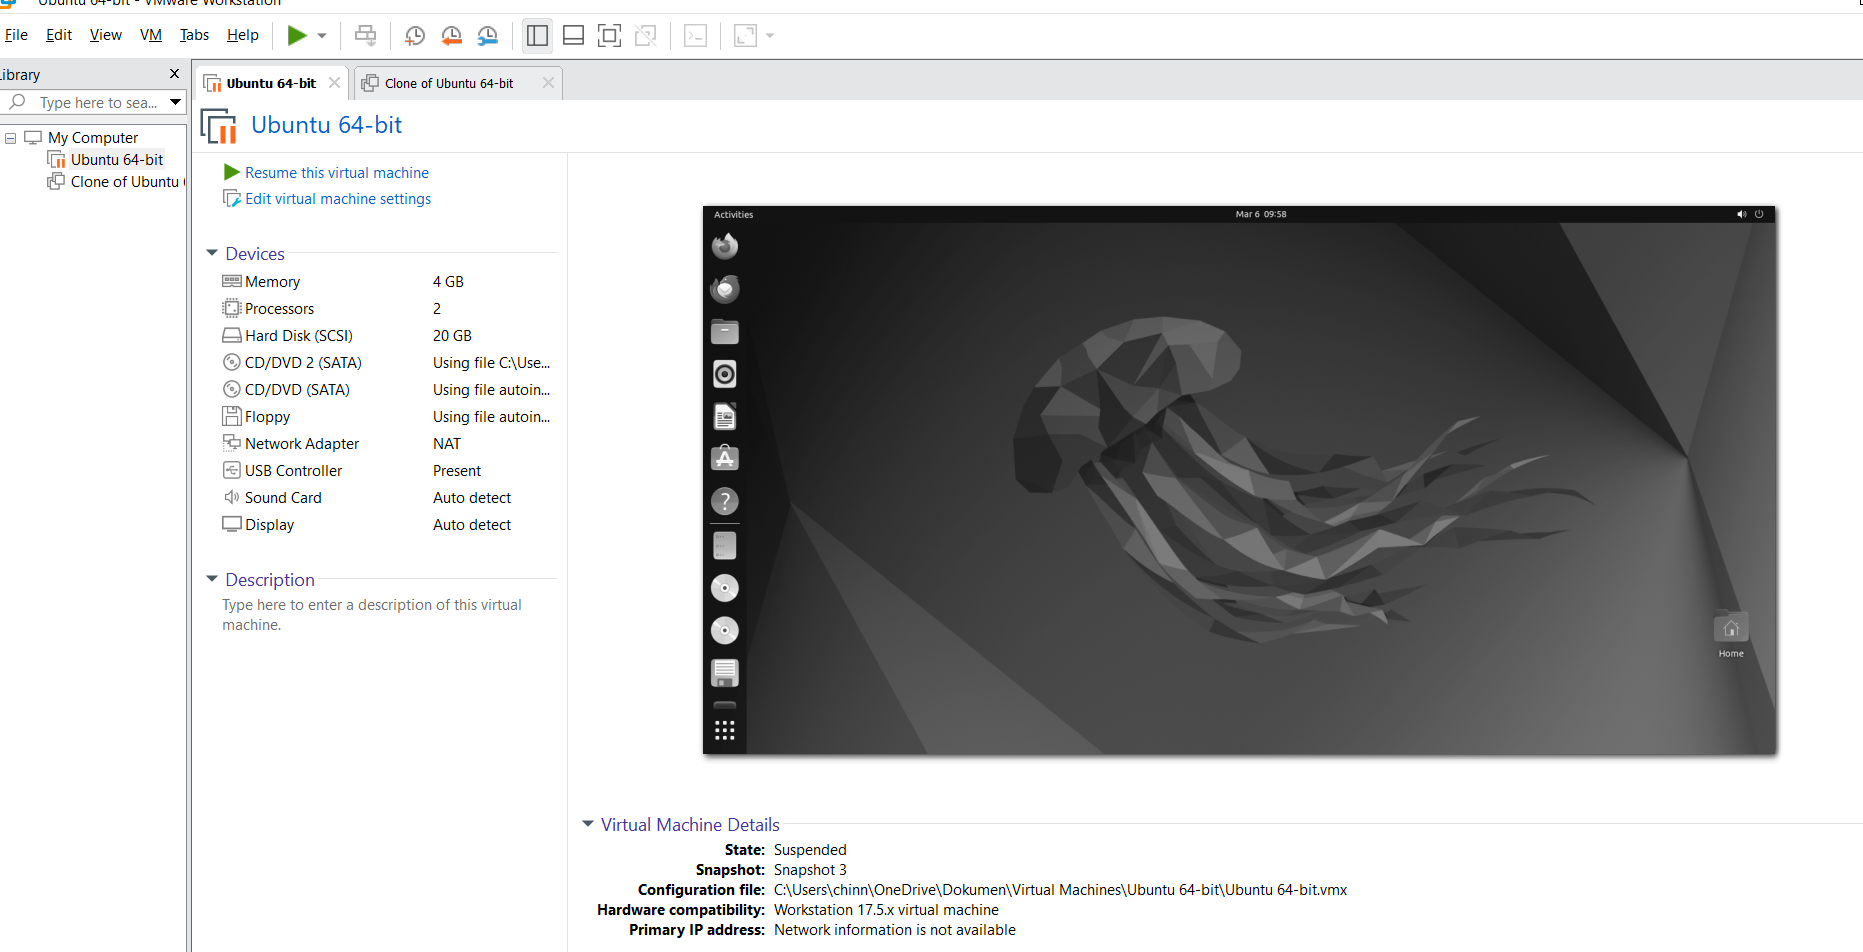 Ubuntu 64-bit - VMware Workstation
File Edit View VM Tabs Help
Library
Type here to sea...
My Computer
Ubuntu 64-bit
Clone of Ubuntu
Ubuntu 64-bit
Clone of Ubuntu 64-bit
Ubuntu 64-bit
Resume this virtual machine
Edit virtual machine settings
Devices
Memory 4 GB
Processors 2
Hard Disk (SCSI) 20 GB
CD/DVD 2 (SATA) Using file C:\Use...
CD/DVD (SATA) Using file autoin...
Floppy Using file autoin...
Network Adapter NAT
USB Controller Present
Sound Card Auto detect
Display Auto detect
Description
Type here to enter a description of this virtual
machine.
Activities Mar 6 09:58
Home
Virtual Machine Details
State: Suspended
Snapshot: Snapshot 3
Configuration file: C:\Users\chinn\OneDrive\Dokumen\Virtual Machines\Ubuntu 64-bit\Ubuntu 64-bit.vmx
Hardware compatibility: Workstation 17.5.x virtual machine
Primary IP address: Network information is not available